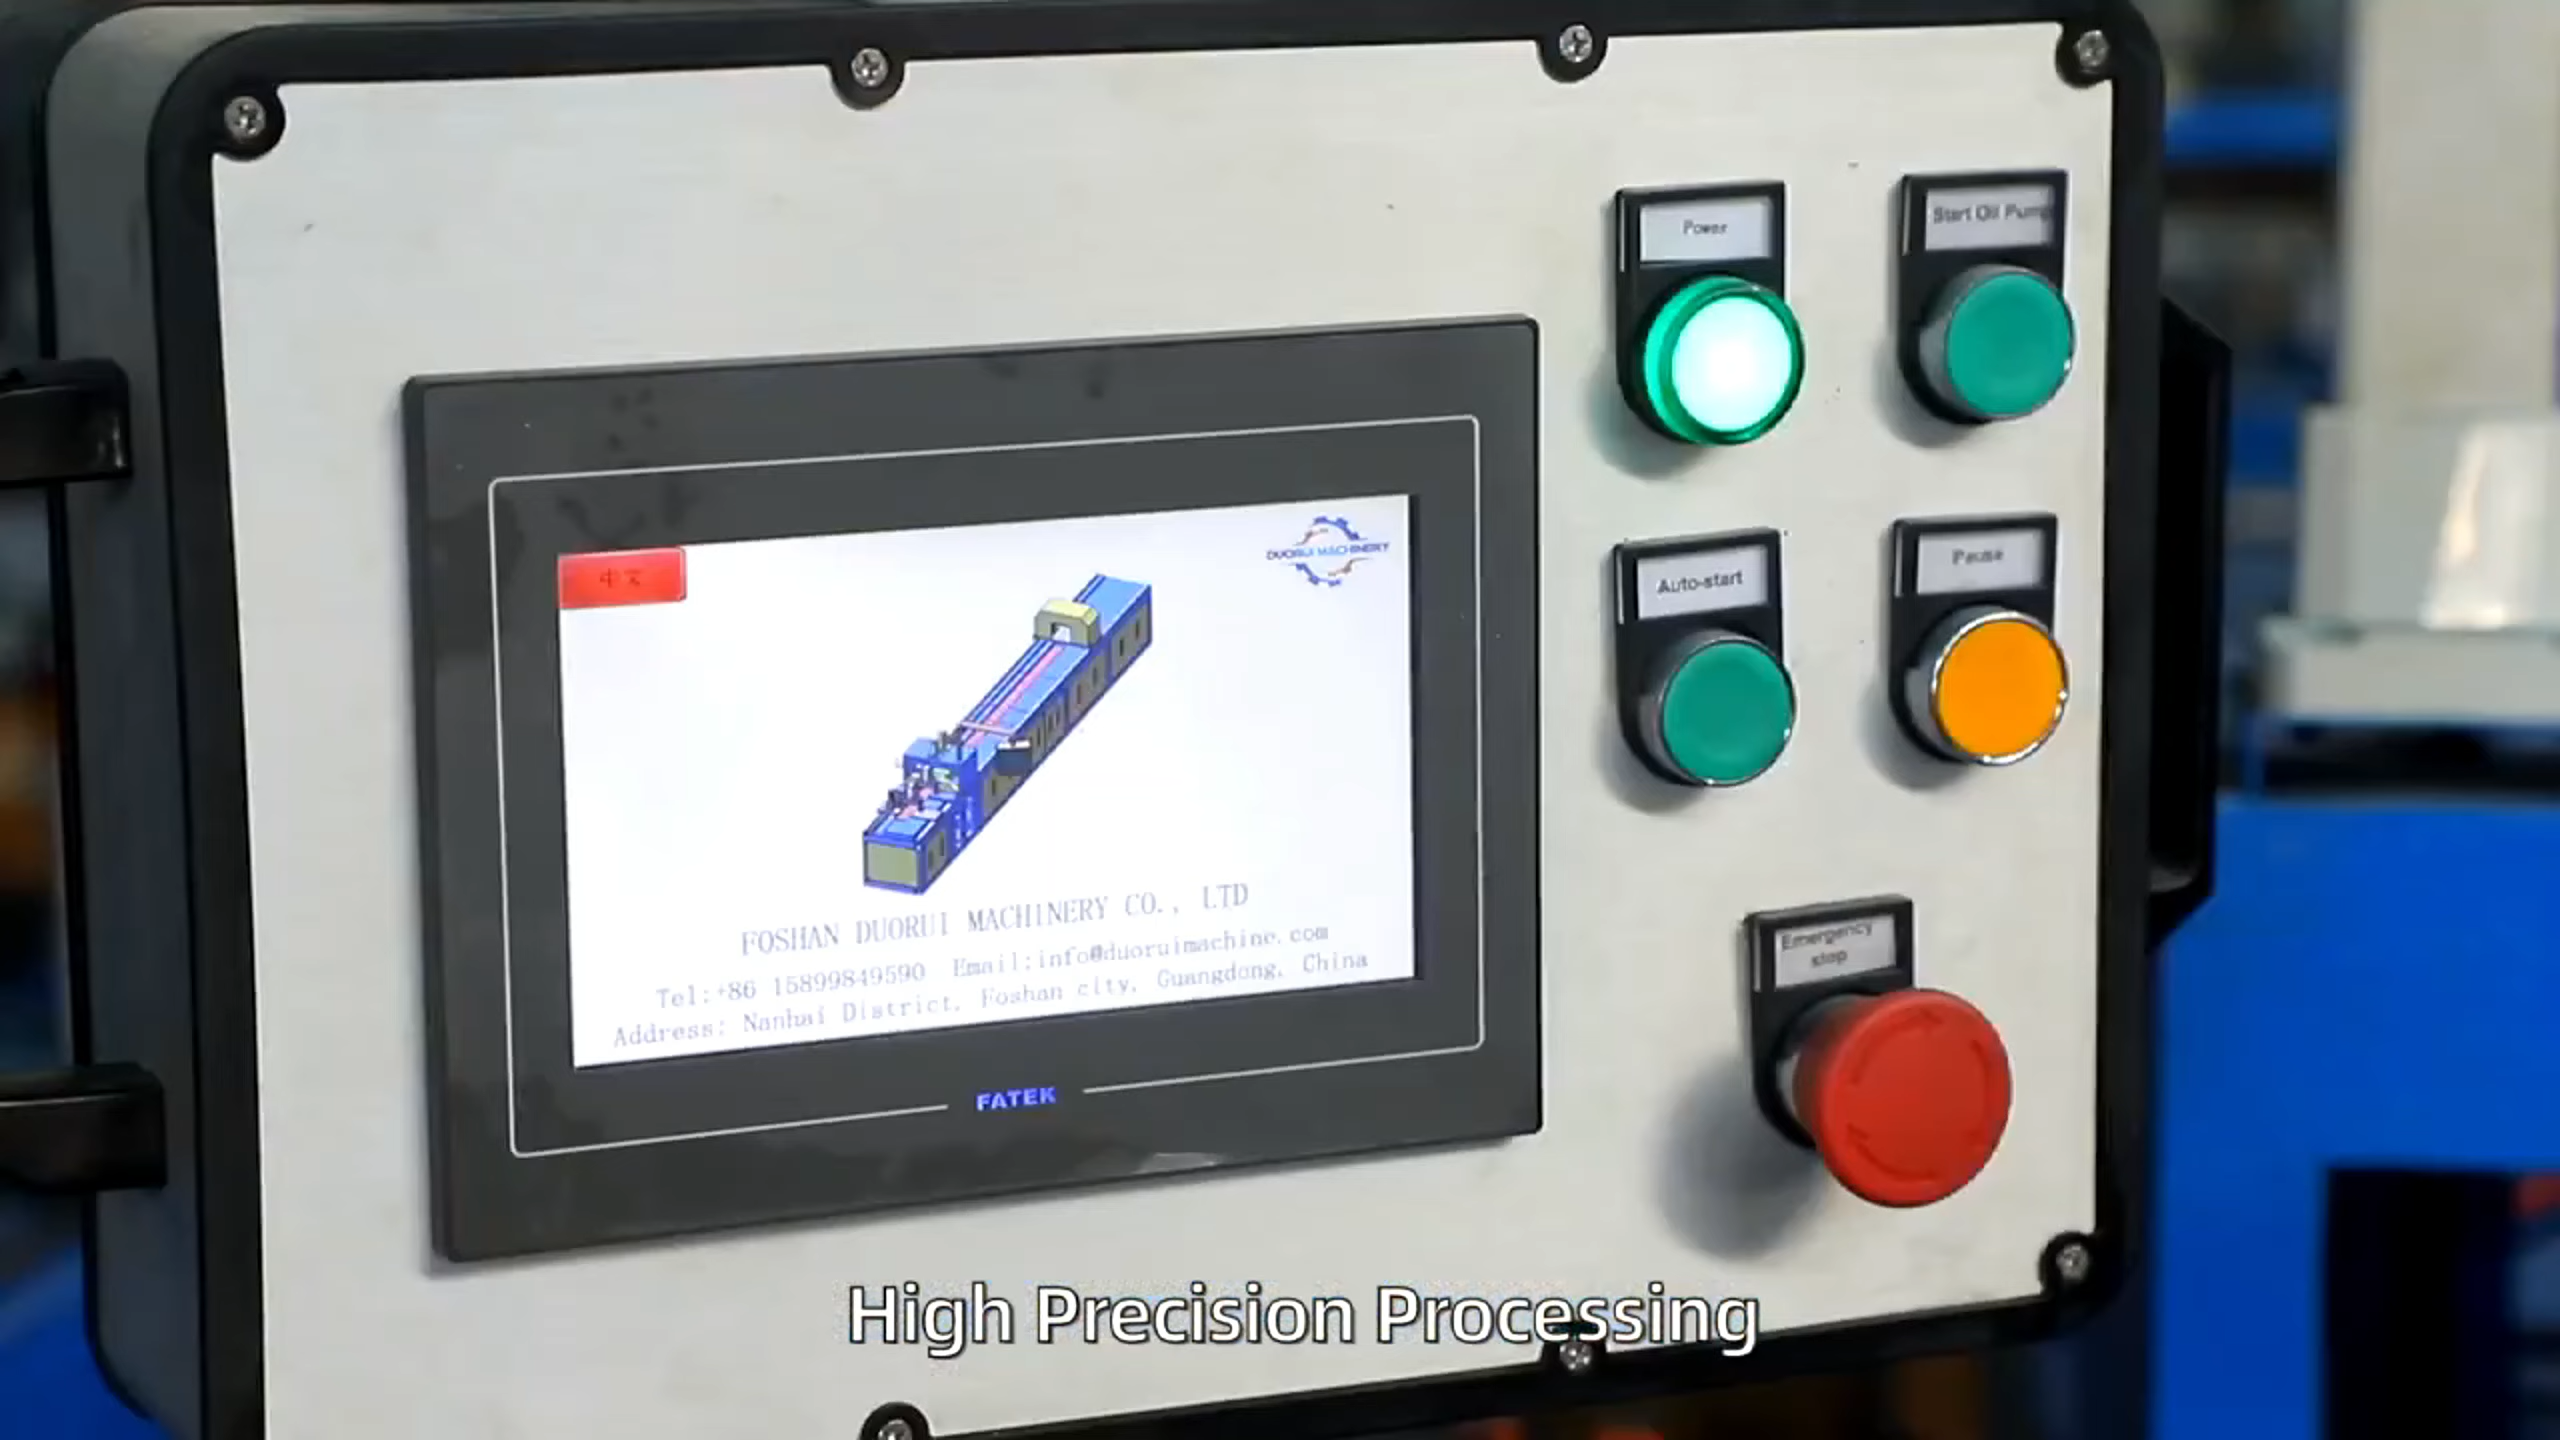 Power
Start Oil Pump
中文
DUORUI MACHINERY
Auto-start
Pause
FOSHAN DUORUI MACHINERY CO., LTD
Tel:+86 15899849590 Email:info@duoruimachine.com
Address: Nanhai District, Foshan city, Guangdong, China
Emergency
stop
FATEK
High Precision Processing